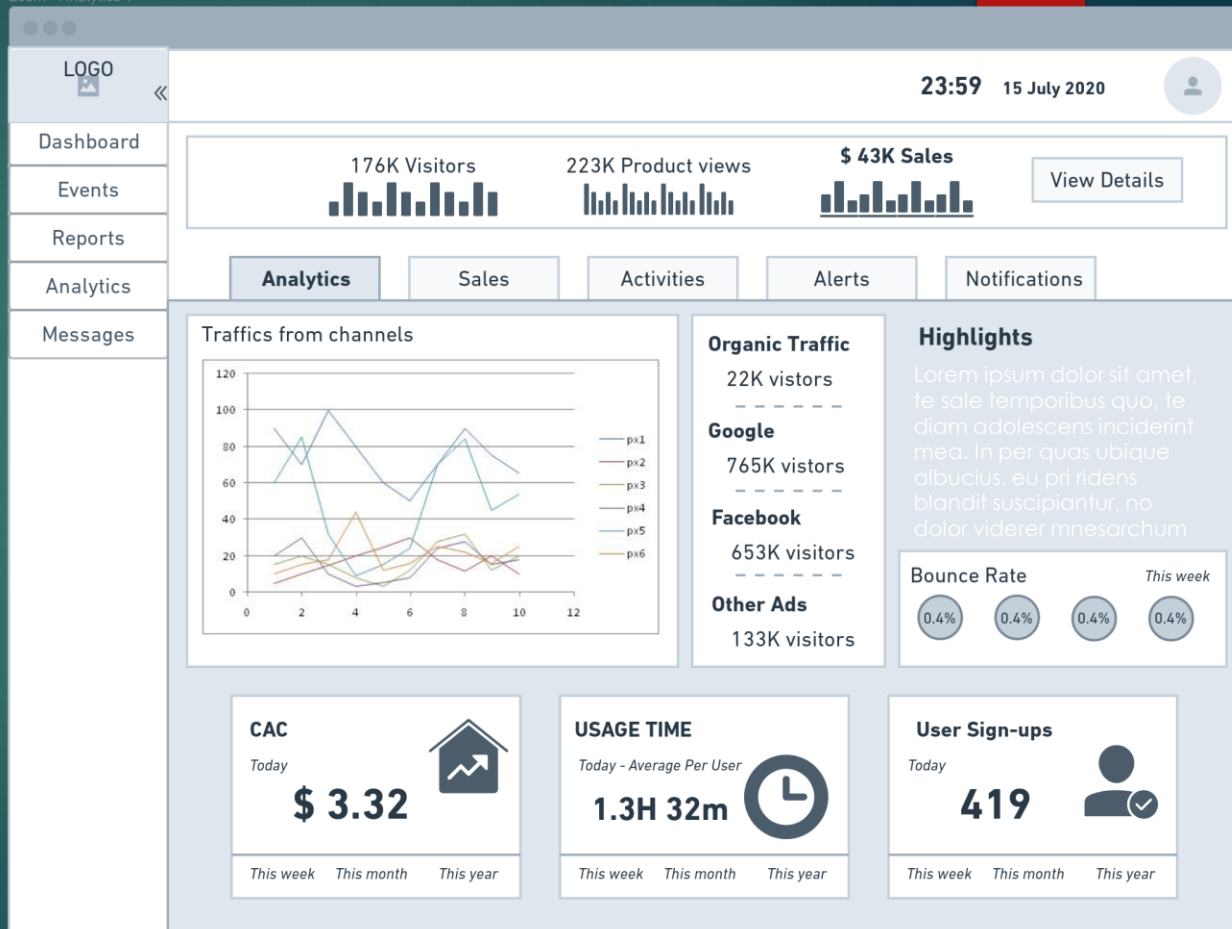 LOGO
23:59 15 July 2020
Dashboard
Events
Reports
Analytics
Messages
176K Visitors
223K Product views
$ 43K Sales
View Details
Analytics
Sales
Activities
Alerts
Notifications
Traffics from channels
120
100
80
60
40
20
0
0 2 4 6 8 10 12
px1
px2
px3
px4
px5
px6
Organic Traffic
22K vistors
Google
765K vistors
Facebook
653K visitors
Other Ads
133K visitors
Highlights
Lorem ipsum dolor sit amet,
te sale temporibus quo, te
diam adolescens inciderint
mea. In per quas ubique
albucius, eu pri ridens
blandit suscipiantur, no
dolor viderer mnesarchum
Bounce Rate This week
0.4% 0.4% 0.4% 0.4%
CAC
Today
$ 3.32
This week This month This year
USAGE TIME
Today - Average Per User
1.3H 32m
This week This month This year
User Sign-ups
Today
419
This week This month This year